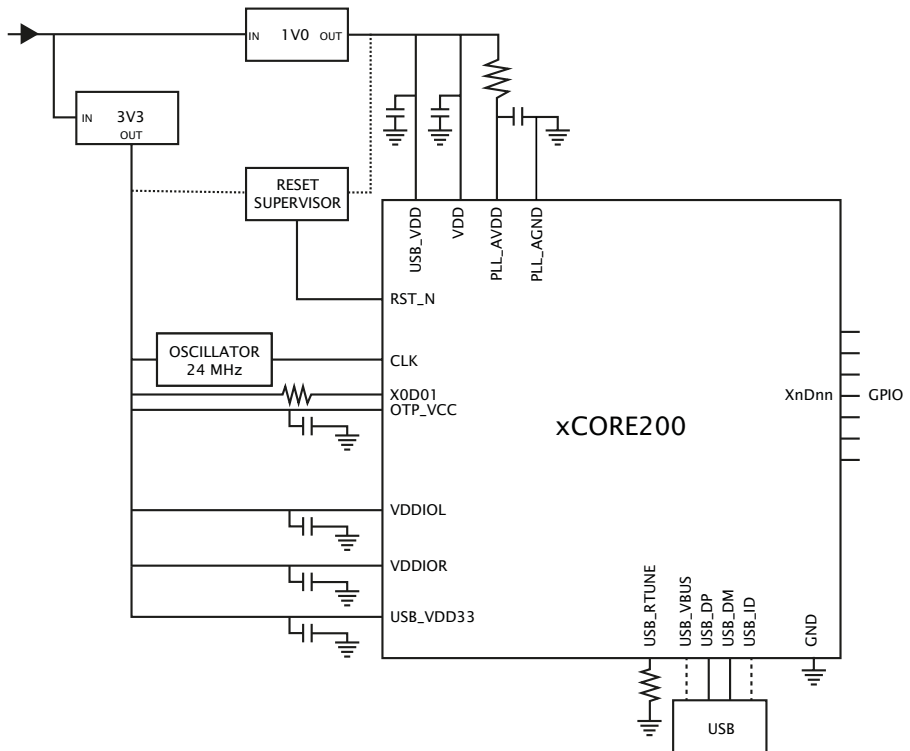 IN 1V0 OUT
IN 3V3
OUT
RESET
SUPERVISOR
USB_VDD
VDD
PLL_AVDD
PLL_AGND
RST_N
OSCILLATOR
24 MHz
CLK
X0D01
OTP_VCC
XnDnn
GPIO
xCORE200
VDDIOL
VDDIOR
USB_VDD33
USB_RTUNE
USB_VBUS
USB_DP
USB_DM
USB_ID
GND
USB